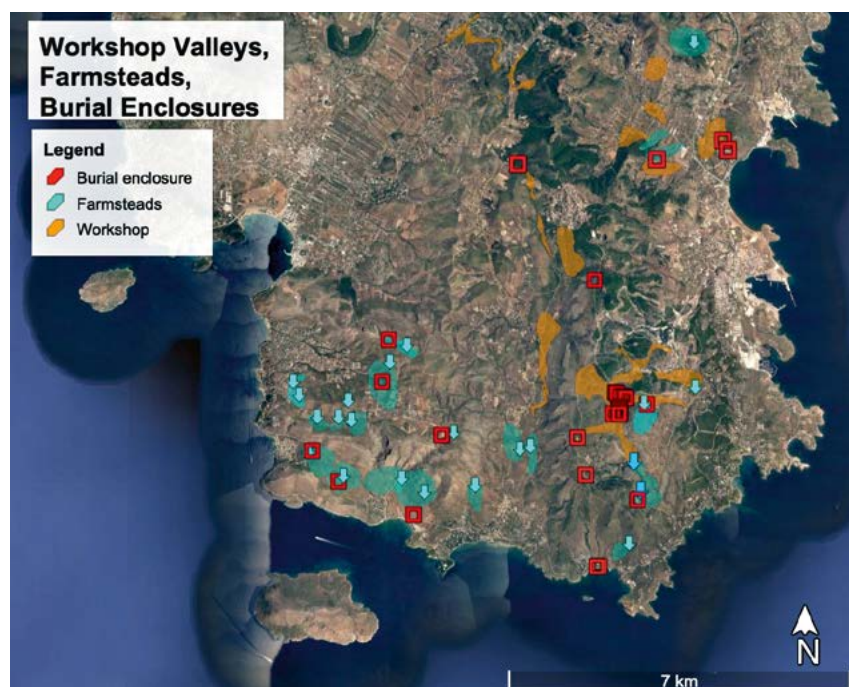 Workshop Valleys,
Farmsteads,
Burial Enclosures
Legend
Burial enclosure
Farmsteads
Workshop
N
7 km